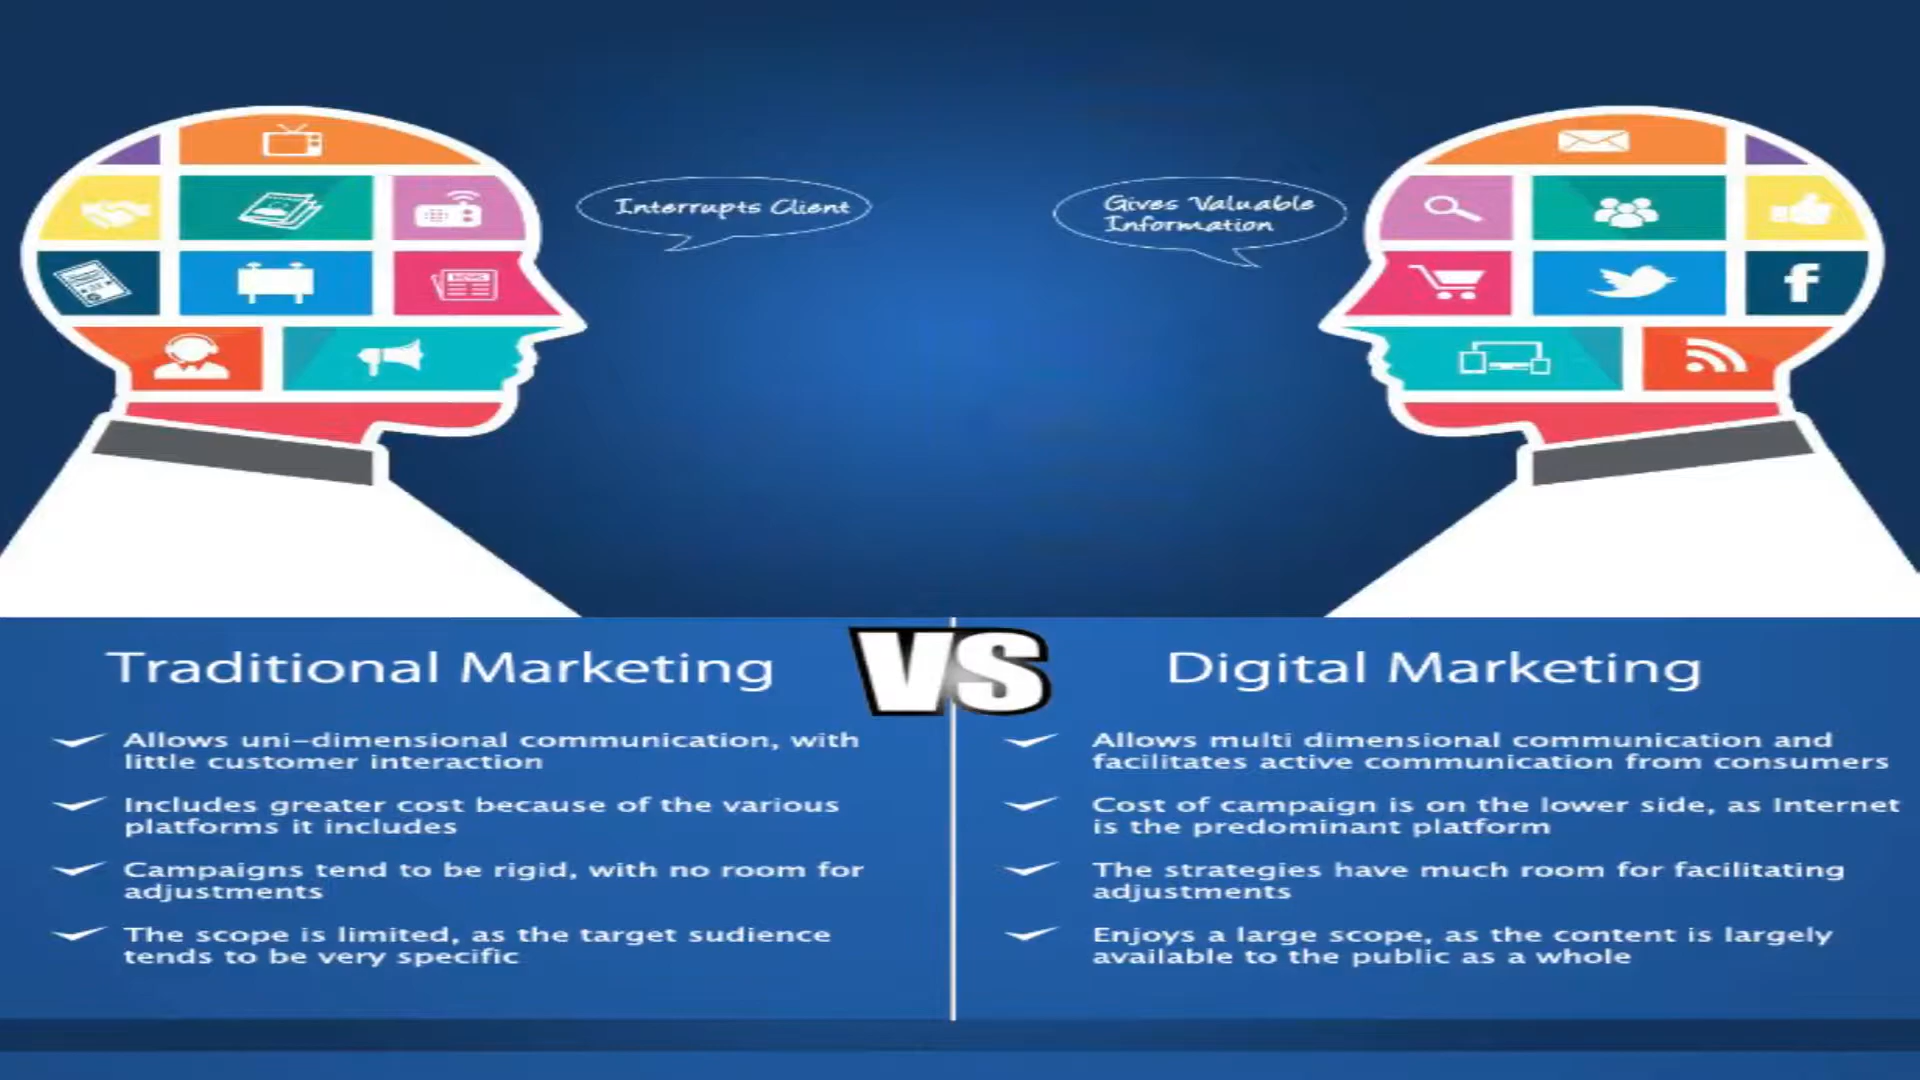 Interrupts Client
Gives Valuable
Information
Traditional Marketing
VS
Digital Marketing
Allows uni-dimensional communication, with
little customer interaction
Includes greater cost because of the various
platforms it includes
Campaigns tend to be rigid, with no room for
adjustments
The scope is limited, as the target sudience
tends to be very specific
Allows multi dimensional communication and
facilitates active communication from consumers
Cost of campaign is on the lower side, as Internet
is the predominant platform
The strategies have much room for facilitating
adjustments
Enjoys a large scope, as the content is largely
available to the public as a whole